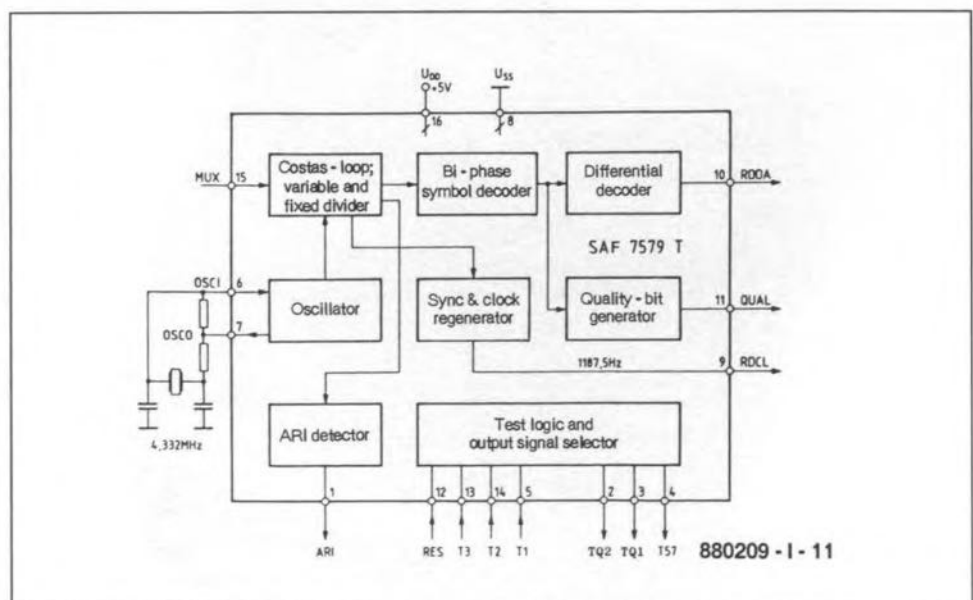 UDD
+5V
USS
16
8
MUX
15
Costas - loop;
variable and
fixed divider
Bi - phase
symbol decoder
Differential
decoder
10
RDDA
SAF 7579 T
OSCI
6
Oscillator
Sync & clock
regenerator
Quality - bit
generator
11
QUAL
7
OSCO
1187,5Hz
9
RDCL
4,332MHz
ARI detector
Test logic and
output signal selector
1
12
13
14
5
2
3
4
ARI
RES
T3
T2
T1
TQ2
TQ1
T57
880209 - I - 11